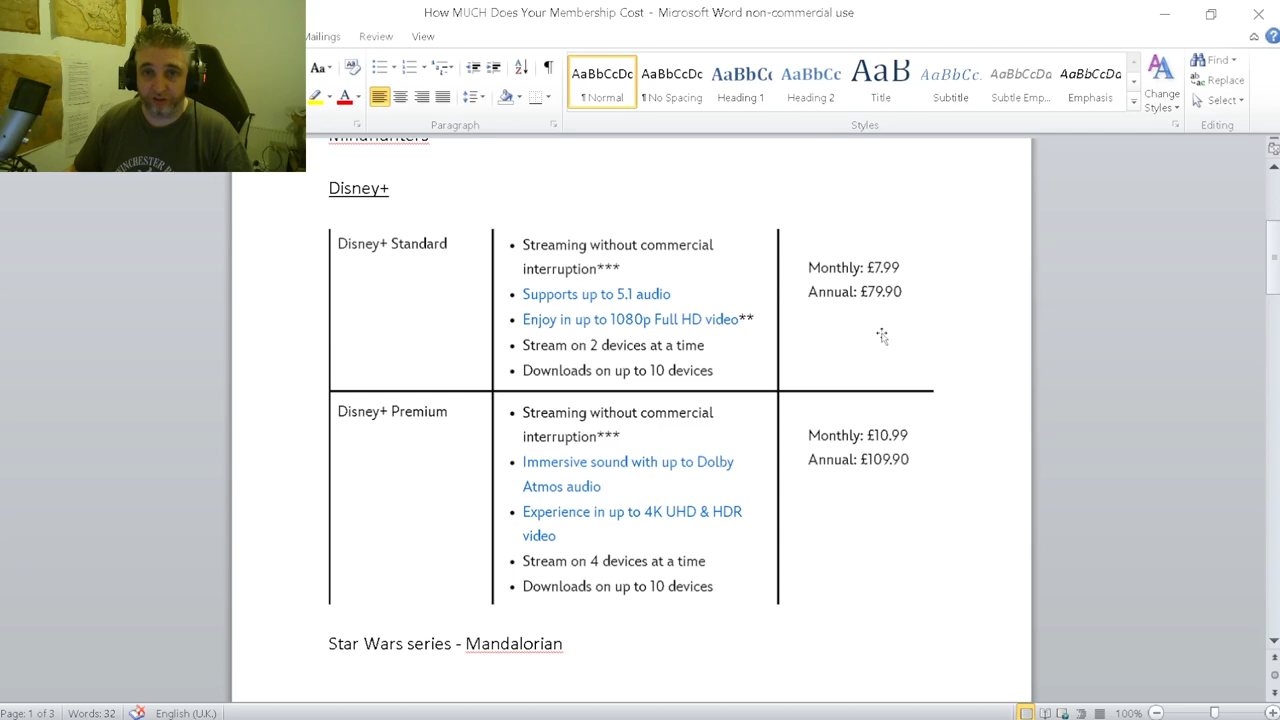 How MUCH Does Your Membership Cost - Microsoft Word non-commercial use
Mailings Review View
Aa
AaBbCcDc AaBbCcDc AaBbCc AaBbCc AaB AaBbCc. AaBbCcDc AaBbCcDc
¶ Normal ¶ No Spacing Heading 1 Heading 2 Title Subtitle Subtle Emp... Emphasis
Change
Styles
Find
Replace
Select
Paragraph Styles Editing
Mindhunters
Disney+
Disney+ Standard
Streaming without commercial
interruption***
Supports up to 5.1 audio
Enjoy in up to 1080p Full HD video**
Stream on 2 devices at a time
Downloads on up to 10 devices
Monthly: £7.99
Annual: £79.90
Disney+ Premium
Streaming without commercial
interruption***
Immersive sound with up to Dolby
Atmos audio
Experience in up to 4K UHD & HDR
video
Stream on 4 devices at a time
Downloads on up to 10 devices
Monthly: £10.99
Annual: £109.90
Star Wars series - Mandalorian
Page: 1 of 3 Words: 32 English (U.K.) 100%